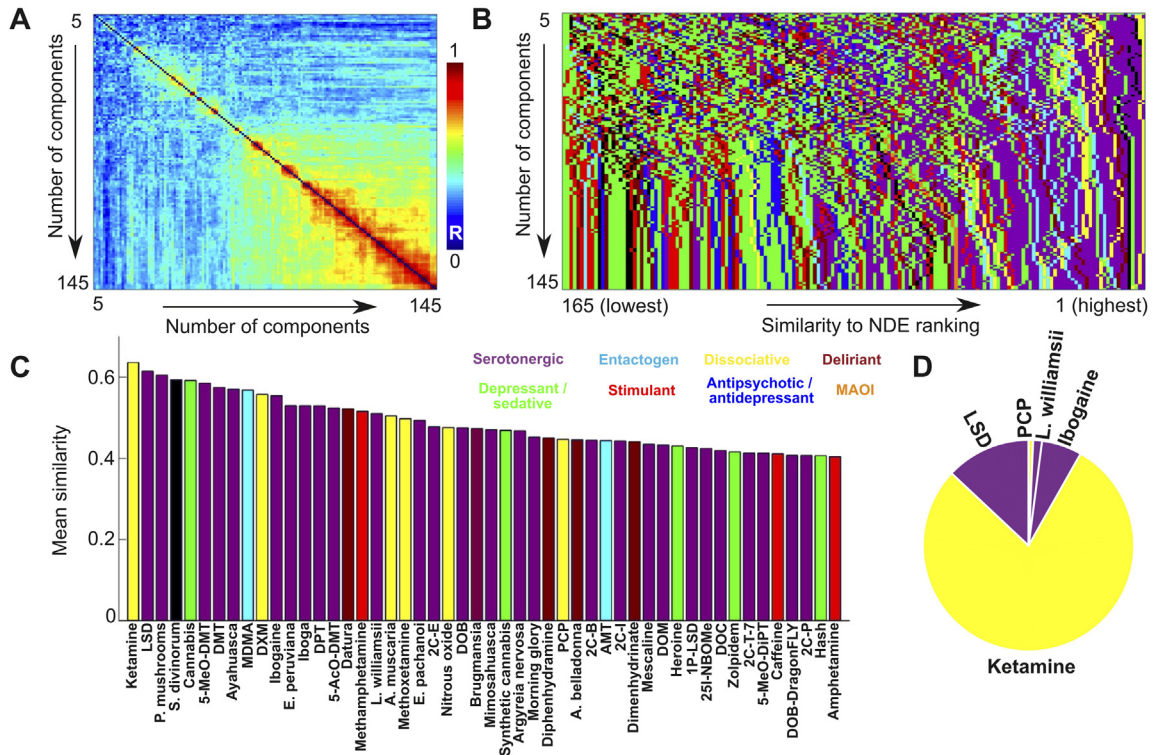 A
5
Number of components
145
5
145
Number of components
1
R
0
B
5
Number of components
145
165 (lowest)
1 (highest)
Similarity to NDE ranking
C
Serotonergic
Entactogen
Dissociative
Deliriant
Depressant /
sedative
Stimulant
Antipsychotic /
antidepressant
MAOI
Mean similarity
0.6
0.4
0.2
0
Ketamine
LSD
P. mushrooms
S. divinorum
Cannabis
5-MeO-DMT
DMT
Ayahuasca
MDMA
DXM
Ibogaine
E. peruviana
Iboga
DPT
5-AcO-DMT
Datura
Methamphetamine
L. williamsii
A. muscaria
Methoxetamine
E. pachanoi
2C-E
Nitrous oxide
DOB
Brugmansia
Mimosahuasca
Synthetic cannabis
Argyreia nervosa
Morning glory
Diphenhydramine
PCP
A. belladonna
2C-B
AMT
2C-I
Dimenhydrinate
Mescaline
DOM
Heroine
1P-LSD
25I-NBOMe
DOC
Zolpidem
2C-T-7
5-MeO-DiPT
Caffeine
DOB-DragonFLY
2C-P
Hash
Amphetamine
D
LSD
PCP
L. williamsii
Ibogaine
Ketamine